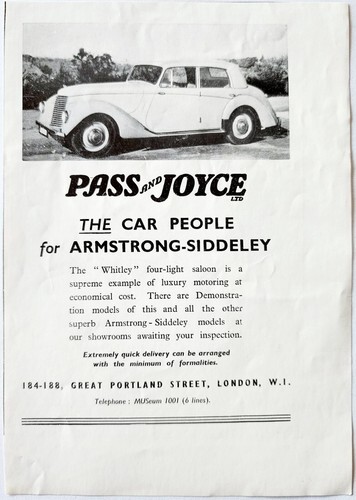 PASS AND JOYCE LTD
THE CAR PEOPLE
for ARMSTRONG-SIDDELEY
The "Whitley" four-light saloon is a
supreme example of luxury motoring at
economical cost. There are Demonstra-
tion models of this and all the other
superb Armstrong-Siddeley models at
our showrooms awaiting your inspection.
Extremely quick delivery can be arranged
with the minimum of formalities.
184-188, GREAT PORTLAND STREET, LONDON, W.1.
Telephone : MUSeum 1001 (6 lines).